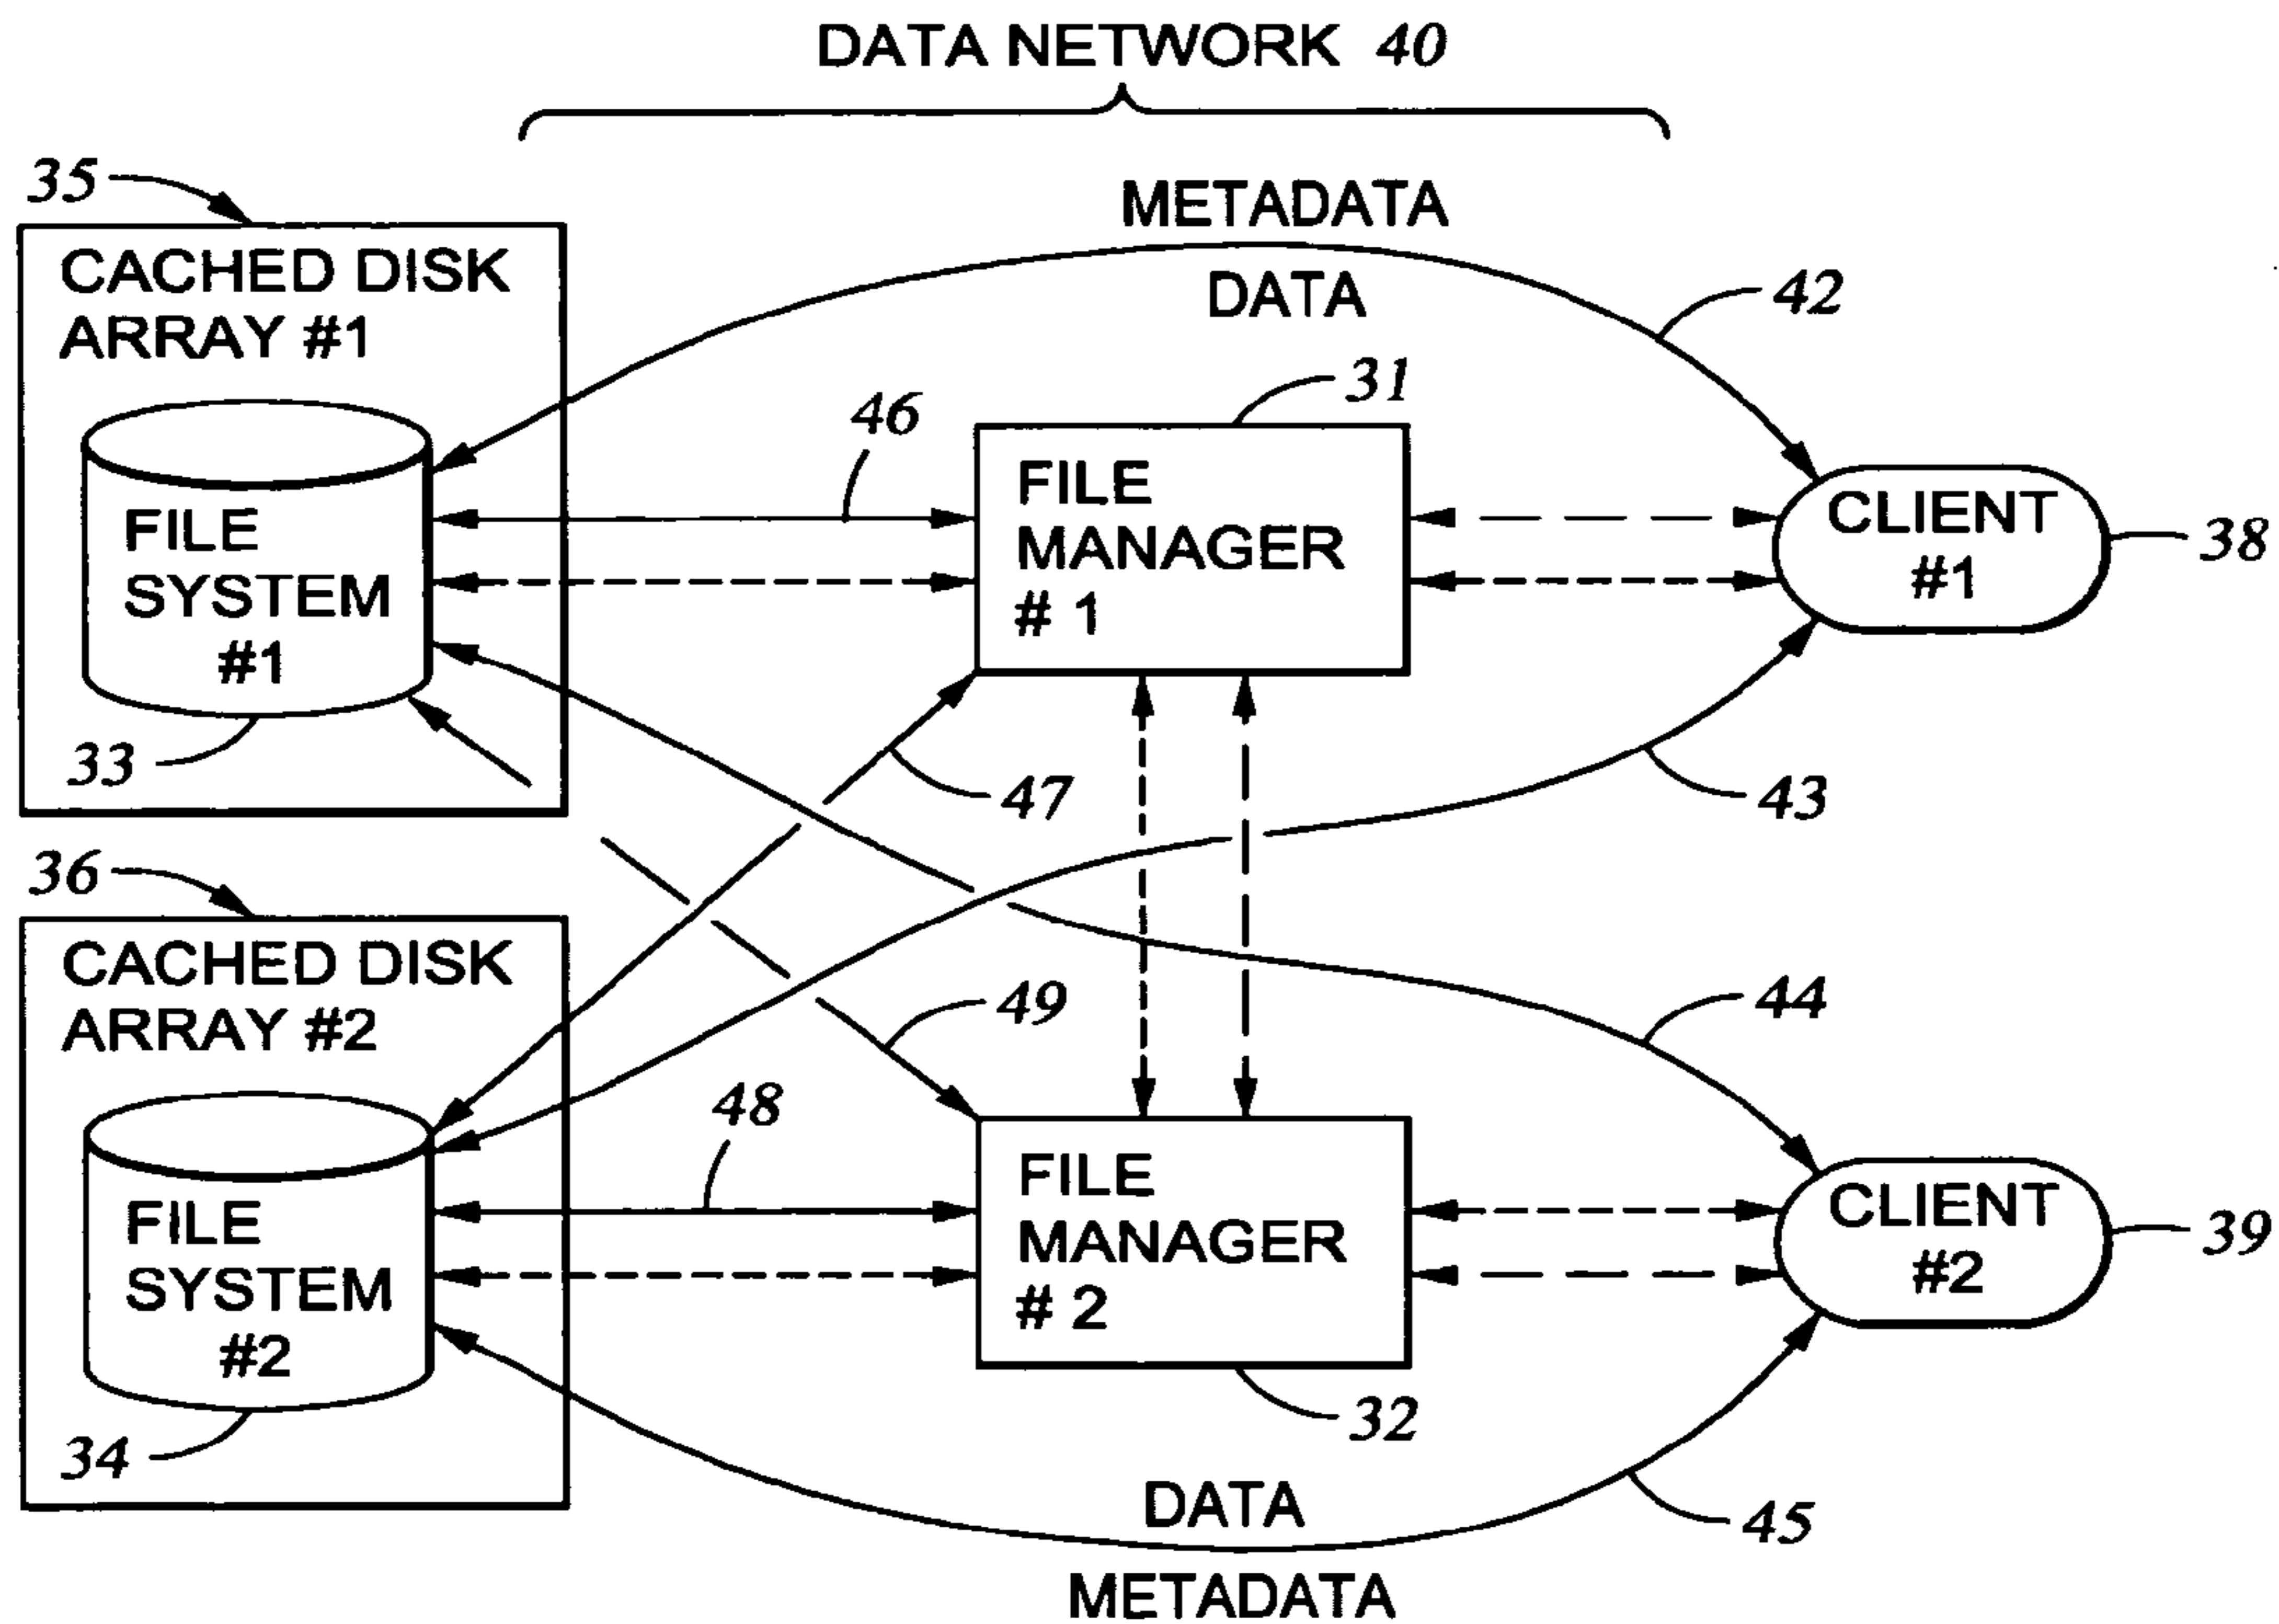 DATA NETWORK 40
35
METADATA
CACHED DISK
ARRAY #1
DATA
42
31
46
FILE
SYSTEM
#1
FILE
MANAGER
# 1
CLIENT
#1
38
33
47
43
36
CACHED DISK
ARRAY #2
49
44
48
FILE
SYSTEM
#2
FILE
MANAGER
# 2
CLIENT
#2
39
34
32
DATA
45
METADATA